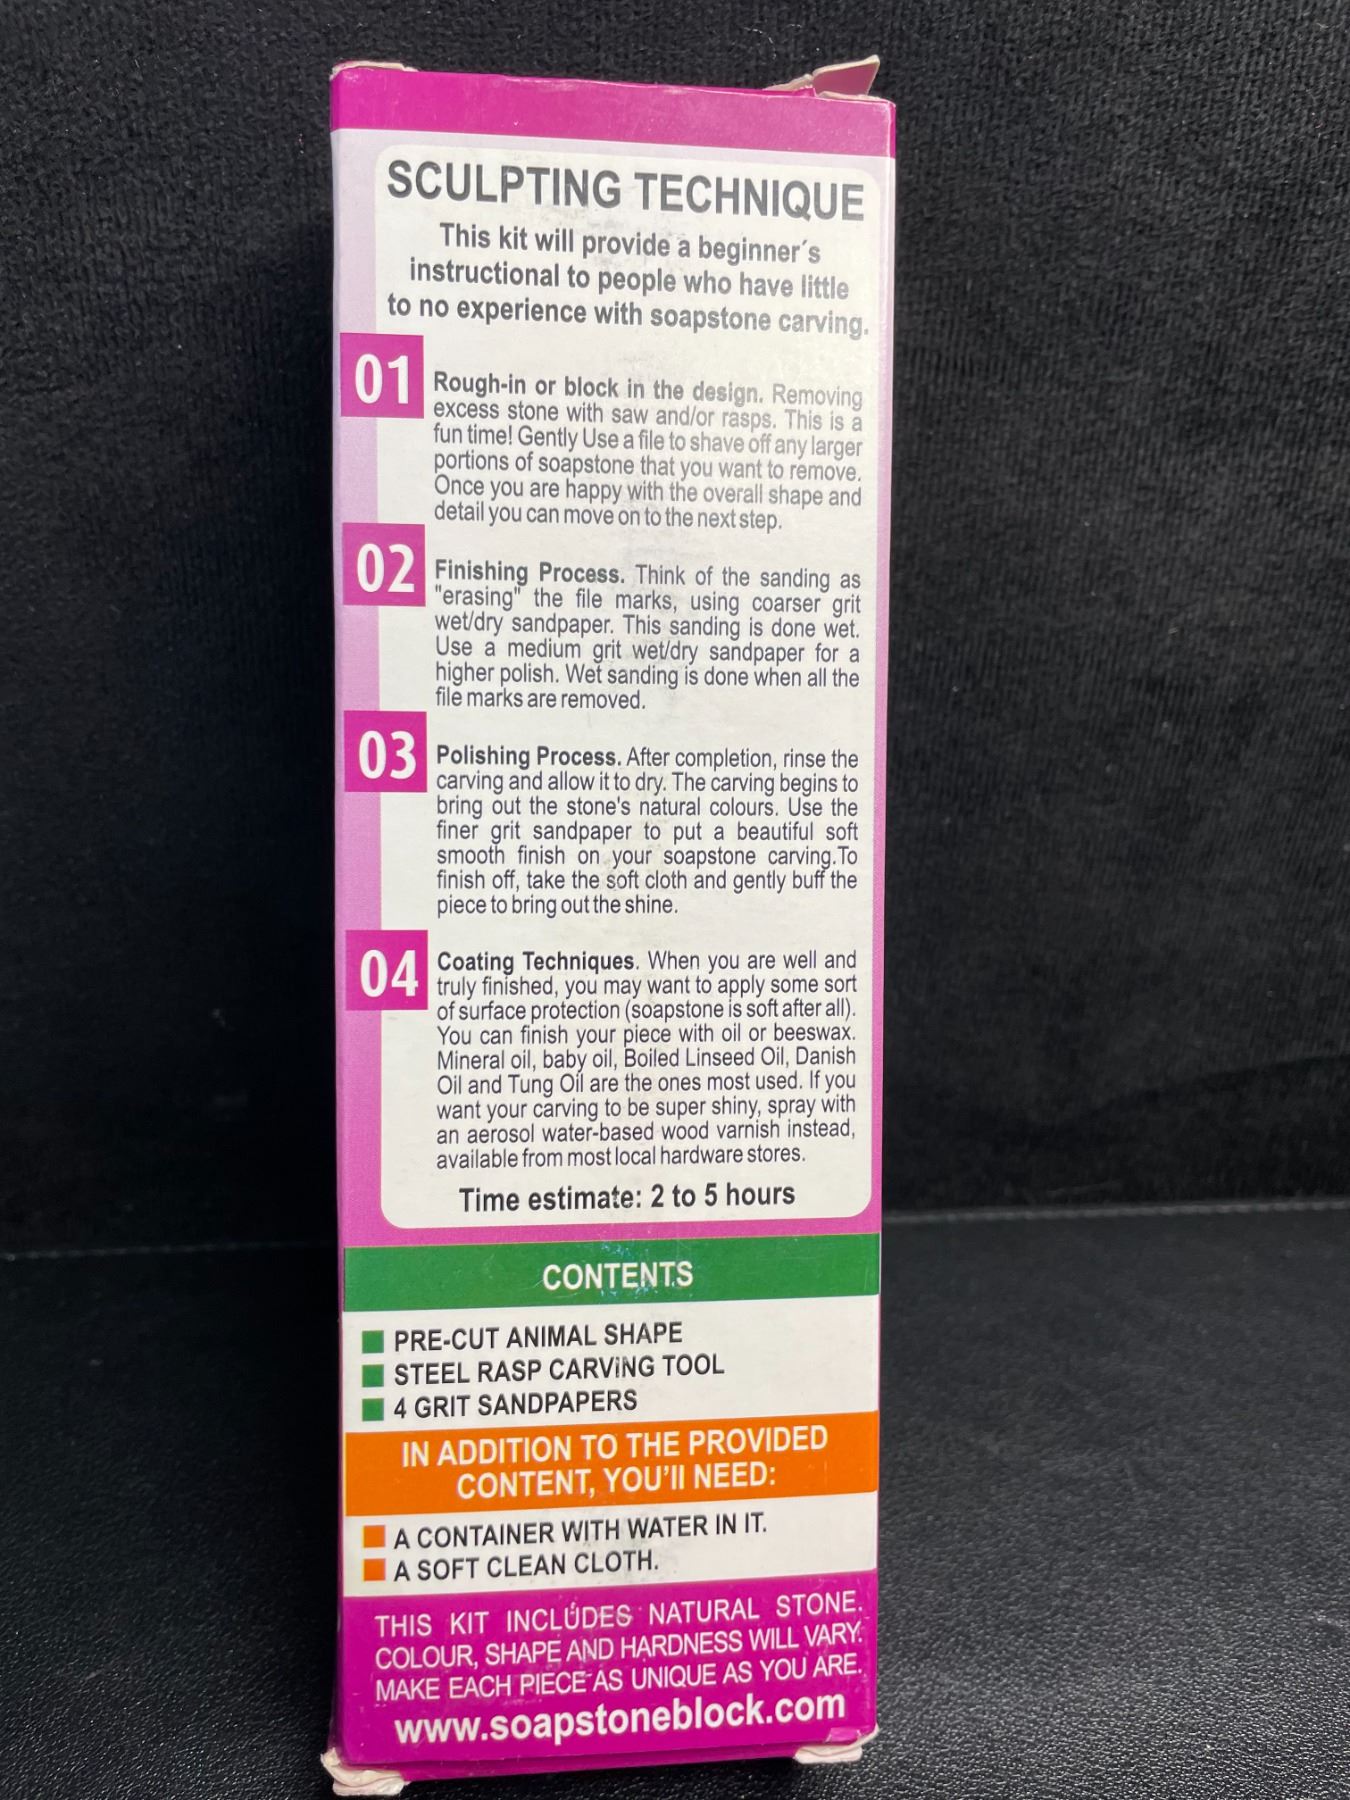 SCULPTING TECHNIQUE
This kit will provide a beginner´s
instructional to people who have little
to no experience with soapstone carving.
01
Rough-in or block in the design. Removing
excess stone with saw and/or rasps. This is a
fun time! Gently Use a file to shave off any larger
portions of soapstone that you want to remove.
Once you are happy with the overall shape and
detail you can move on to the next step.
02
Finishing Process. Think of the sanding as
"erasing" the file marks, using coarser grit
wet/dry sandpaper. This sanding is done wet.
Use a medium grit wet/dry sandpaper for a
higher polish. Wet sanding is done when all the
file marks are removed.
03
Polishing Process. After completion, rinse the
carving and allow it to dry. The carving begins to
bring out the stone's natural colours. Use the
finer grit sandpaper to put a beautiful soft
smooth finish on your soapstone carving.To
finish off, take the soft cloth and gently buff the
piece to bring out the shine.
04
Coating Techniques. When you are well and
truly finished, you may want to apply some sort
of surface protection (soapstone is soft after all).
You can finish your piece with oil or beeswax.
Mineral oil, baby oil, Boiled Linseed Oil, Danish
Oil and Tung Oil are the ones most used. If you
want your carving to be super shiny, spray with
an aerosol water-based wood varnish instead,
available from most local hardware stores.
Time estimate: 2 to 5 hours
CONTENTS
PRE-CUT ANIMAL SHAPE
STEEL RASP CARVING TOOL
4 GRIT SANDPAPERS
IN ADDITION TO THE PROVIDED
CONTENT, YOU'll NEED:
A CONTAINER WITH WATER IN IT.
A SOFT CLEAN CLOTH.
THIS KIT INCLUDES NATURAL STONE.
COLOUR, SHAPE AND HARDNESS WILL VARY.
MAKE EACH PIECE AS UNIQUE AS YOU ARE.
www.soapstoneblock.com